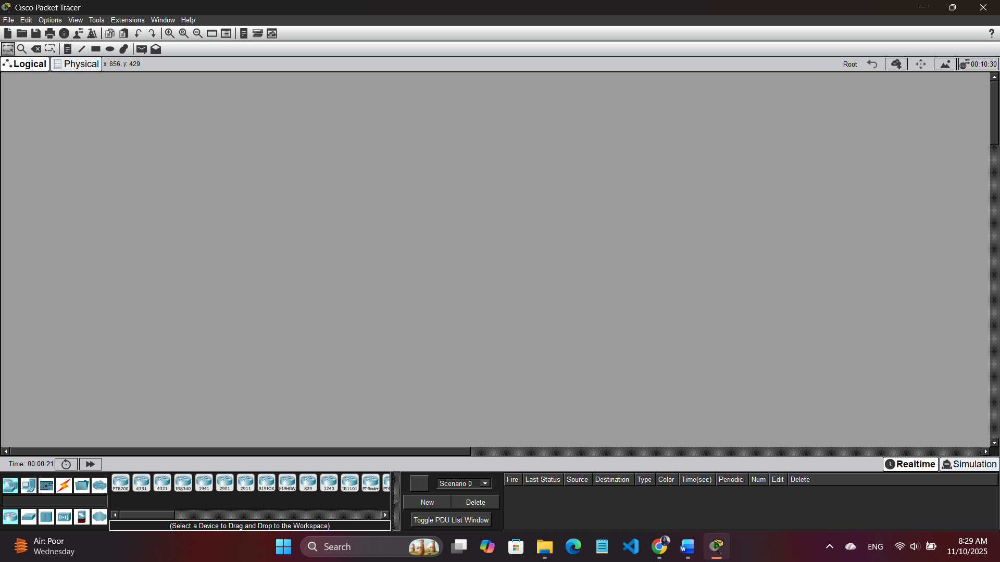 Cisco Packet Tracer
File Edit Options View Tools Extensions Window Help
?
Logical Physical x: 856, y: 429 Root 00:10:30
Time: 00:00:21 Realtime Simulation
PT8200 4331 4321 IR8340 1941 2901 2911 819IOX 819HGW 829 1240 IR1101 PT-Router PT-E
Scenario 0
Fire Last Status Source Destination Type Color Time(sec) Periodic Num Edit Delete
New Delete
Toggle PDU List Window
(Select a Device to Drag and Drop to the Workspace)
Air: Poor
Wednesday
Search
ENG
8:29 AM
11/10/2025